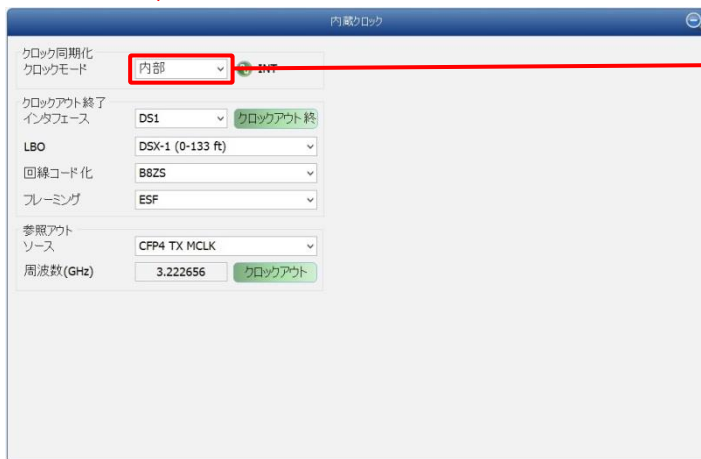 内蔵クロック
クロック同期化
クロックモード 内部 INT
クロックアウト終了
インタフェース DS1 クロックアウト終
LBO DSX-1 (0-133 ft)
回線コード化 B8ZS
フレーミング ESF
参照アウト
ソース CFP4 TX MCLK
周波数(GHz) 3.222656 クロックアウト